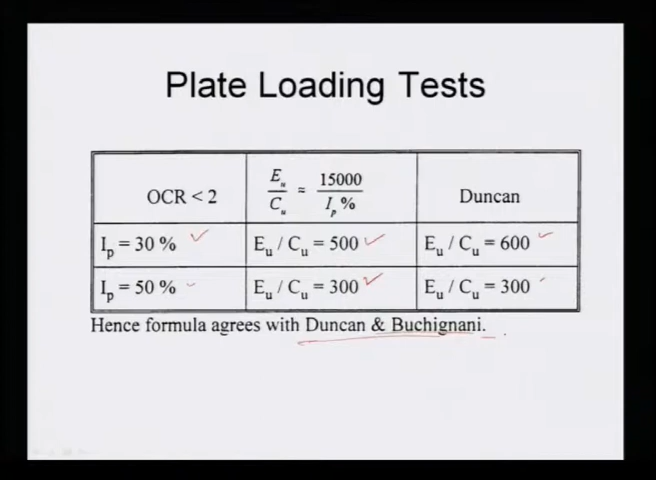 Plate Loading Tests
OCR < 2
E_u / C_u = 15000 / I_p %
Duncan
I_p = 30 %
E_u / C_u = 500
E_u / C_u = 600
I_p = 50 %
E_u / C_u = 300
E_u / C_u = 300
Hence formula agrees with Duncan & Buchignani.